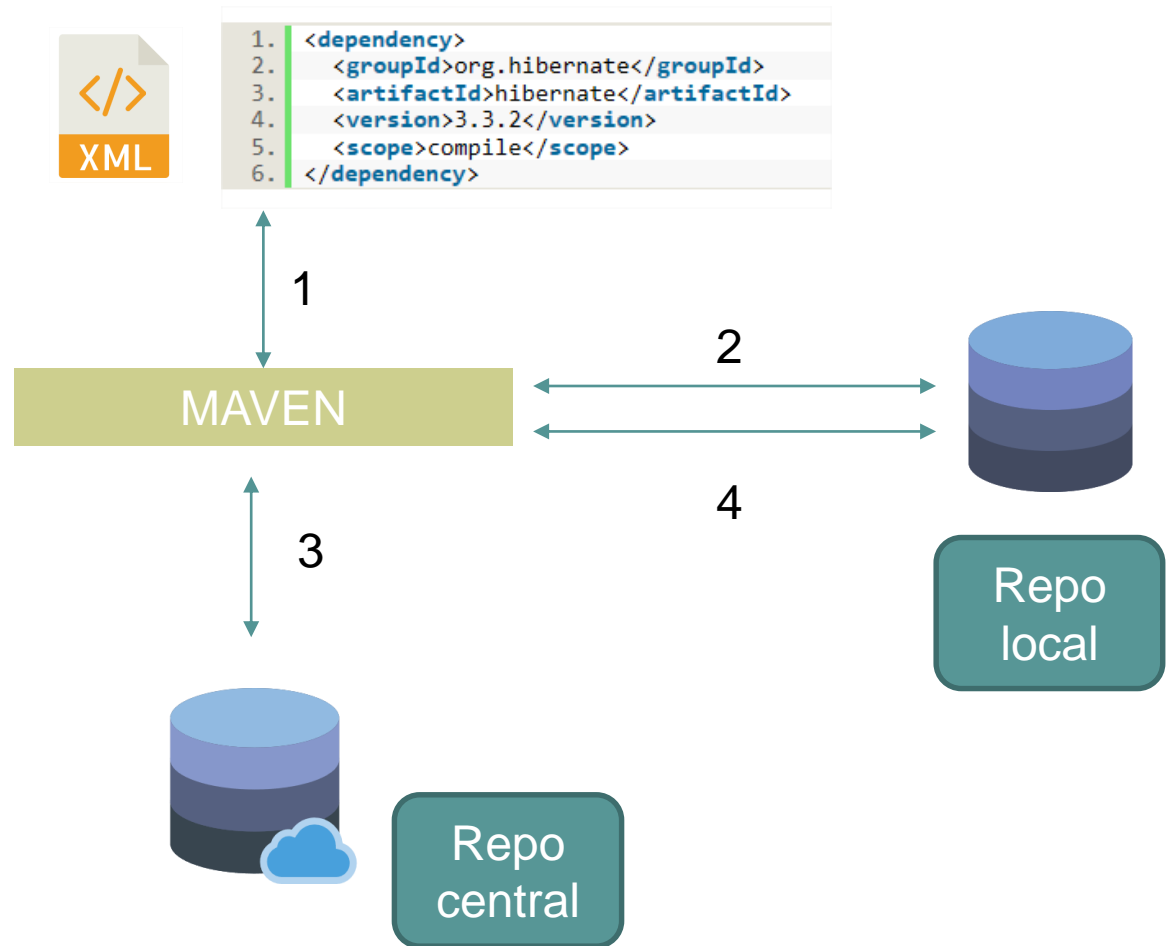 XML
1. <dependency>
2.   <groupId>org.hibernate</groupId>
3.   <artifactId>hibernate</artifactId>
4.   <version>3.3.2</version>
5.   <scope>compile</scope>
6. </dependency>
1
2
MAVEN
4
3
Repo
local
Repo
central